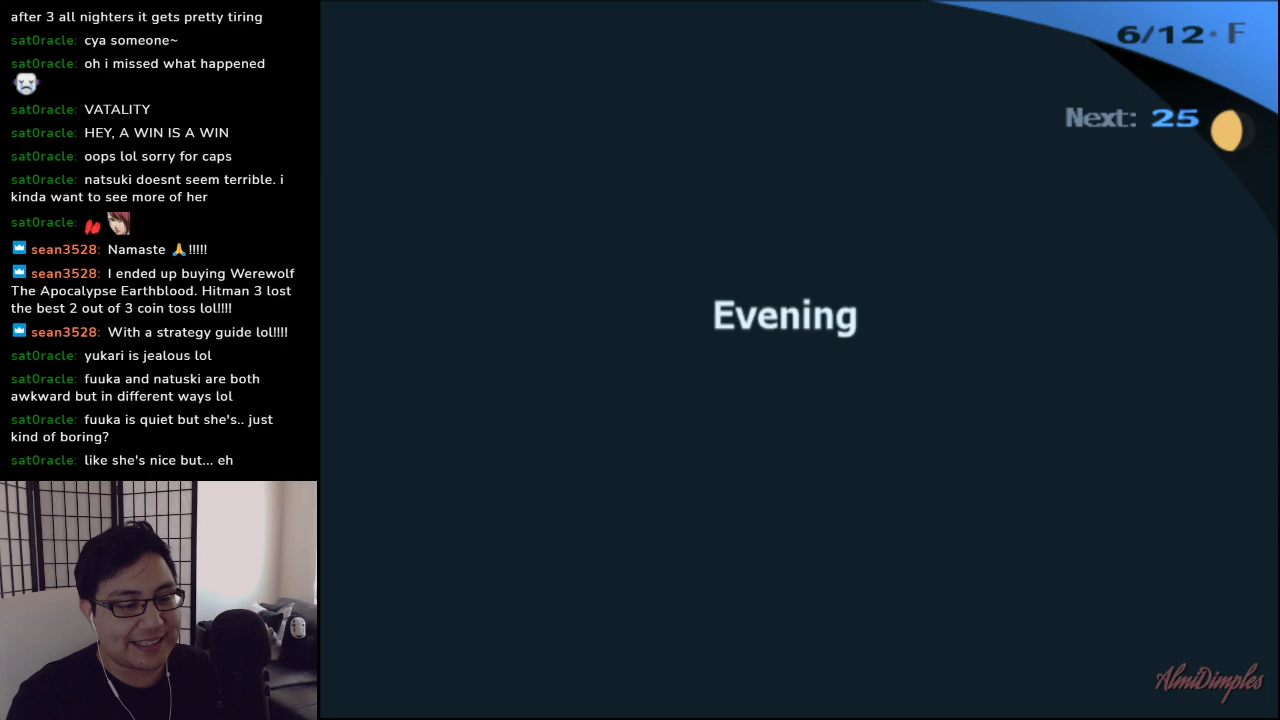 after 3 all nighters it gets pretty tiring
sat0racle: cya someone~
sat0racle: oh i missed what happened
sat0racle: VATALITY
sat0racle: HEY, A WIN IS A WIN
sat0racle: oops lol sorry for caps
sat0racle: natsuki doesnt seem terrible. i
kinda want to see more of her
sat0racle:
sean3528: Namaste 🙏!!!!!
sean3528: I ended up buying Werewolf
The Apocalypse Earthblood. Hitman 3 lost
the best 2 out of 3 coin toss lol!!!!
sean3528: With a strategy guide lol!!!!
sat0racle: yukari is jealous lol
sat0racle: fuuka and natuski are both
awkward but in different ways lol
sat0racle: fuuka is quiet but she's.. just
kind of boring?
sat0racle: like she's nice but... eh
6/12· F
Next: 25
Evening
AlmiDimples